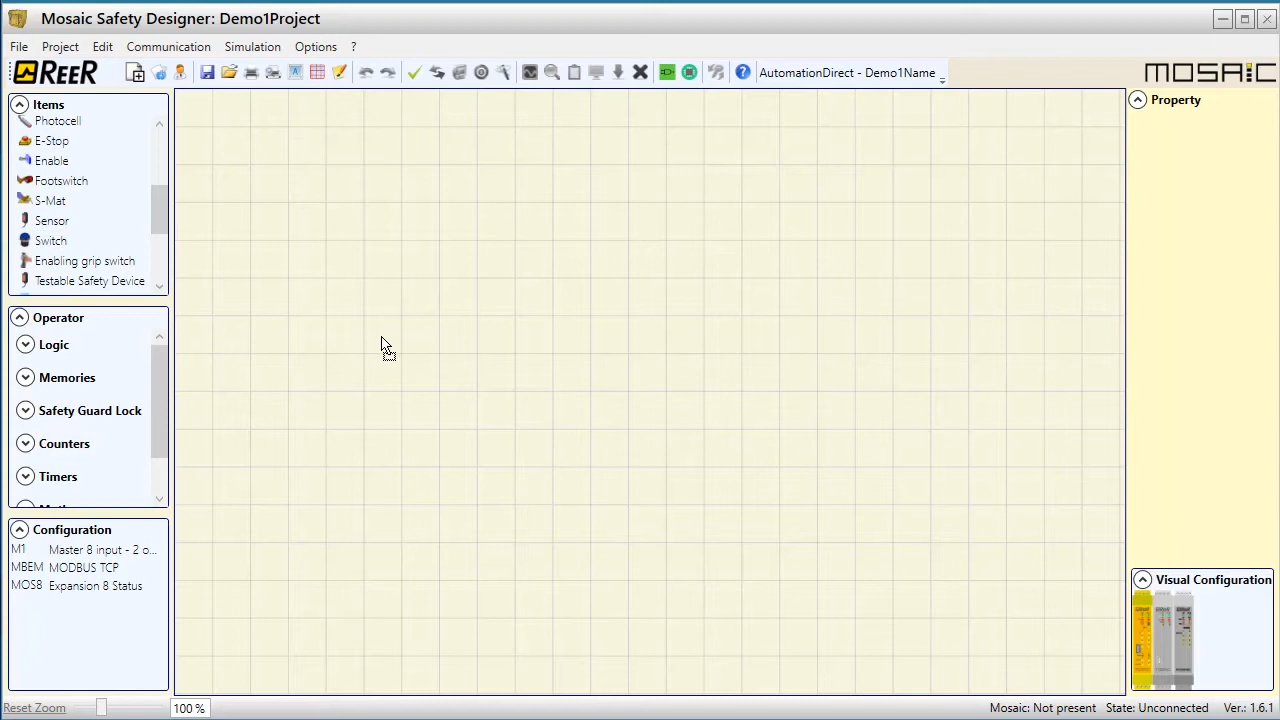 Mosaic Safety Designer: Demo1Project
File Project Edit Communication Simulation Options ?
REER
AutomationDirect - Demo1Name
MOSAIC
Items
Photocell
E-Stop
Enable
Footswitch
S-Mat
Sensor
Switch
Enabling grip switch
Testable Safety Device
Operator
Logic
Memories
Safety Guard Lock
Counters
Timers
Configuration
M1 Master 8 input - 2 o...
MBEM MODBUS TCP
MOS8 Expansion 8 Status
Property
Visual Configuration
Reset Zoom 100 % Mosaic: Not present State: Unconnected Ver.: 1.6.1